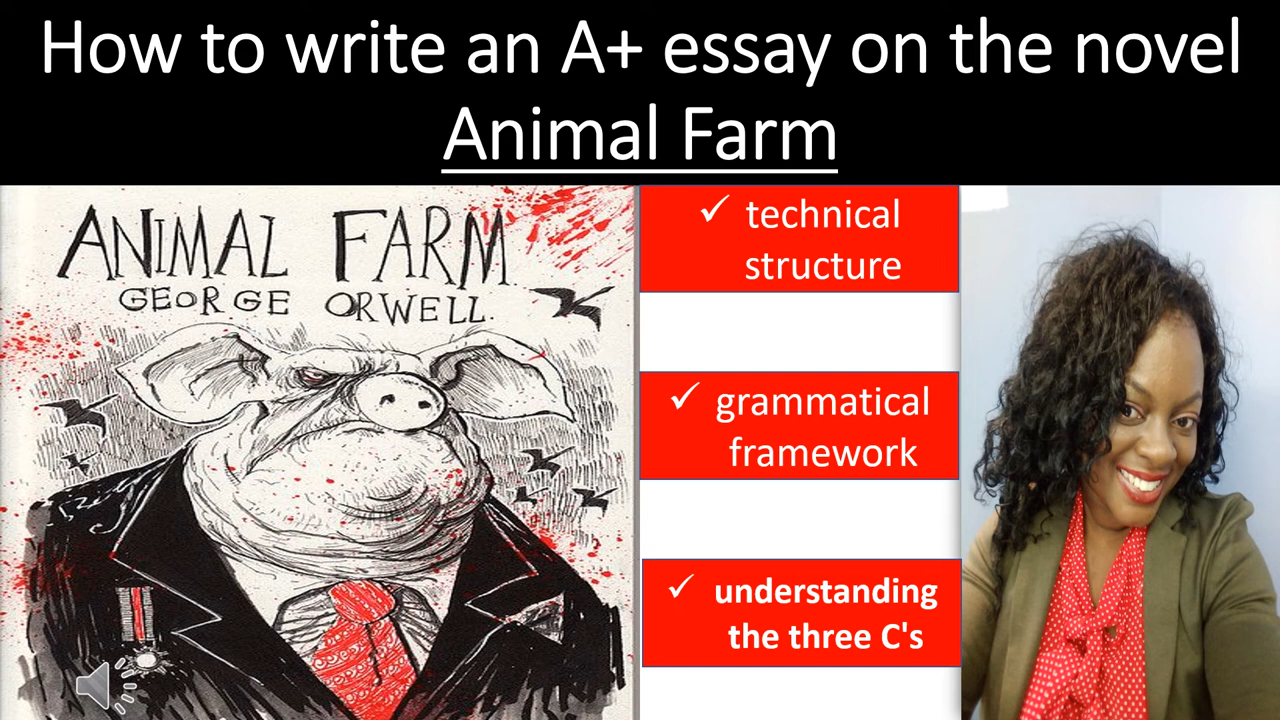 How to write an A+ essay on the novel
Animal Farm
ANIMAL FARM
GEORGE ORWELL.
✓ technical
structure
✓ grammatical
framework
✓ understanding
the three C's